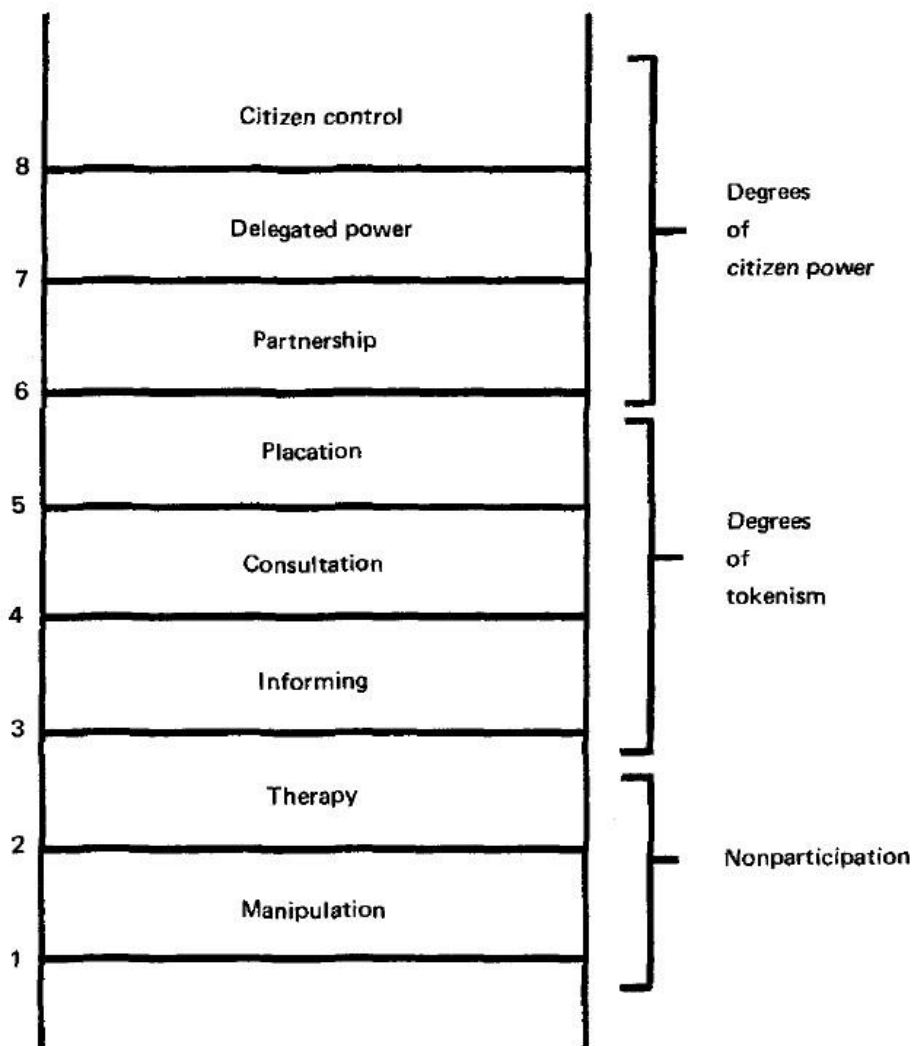 Citizen control
8
Delegated power
7
Partnership
6
Placation
5
Consultation
4
Informing
3
Therapy
2
Manipulation
1
Degrees
of
citizen power
Degrees
of
tokenism
Nonparticipation